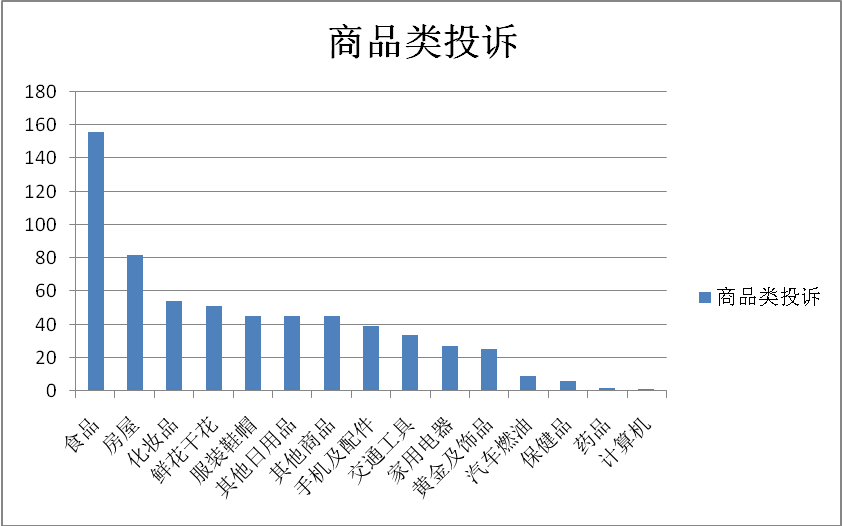 商品类投诉
180
160
140
120
100
80
60
40
20
0
食品
房屋
化妆品
鲜花干花
服装鞋帽
其他日用品
其他商品
手机及配件
交通工具
家用电器
黄金及饰品
汽车燃油
保健品
药品
计算机
商品类投诉